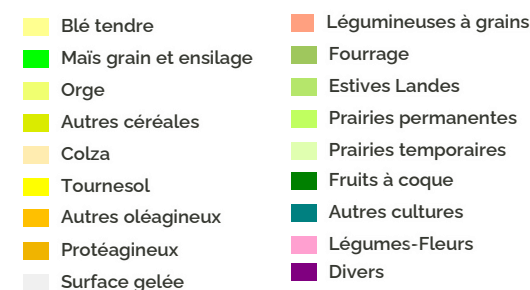 Blé tendre
Maïs grain et ensilage
Orge
Autres céréales
Colza
Tournesol
Autres oléagineux
Protéagineux
Surface gelée
Légumineuses à grains
Fourrage
Estives Landes
Prairies permanentes
Prairies temporaires
Fruits à coque
Autres cultures
Légumes-Fleurs
Divers